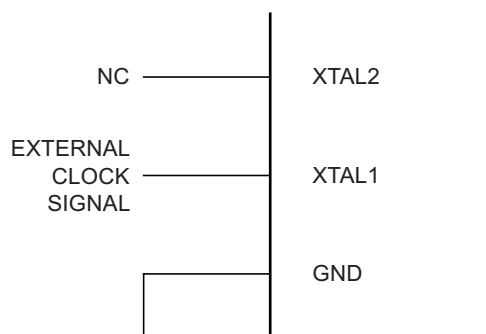 NC
XTAL2
EXTERNAL
CLOCK
SIGNAL
XTAL1
GND